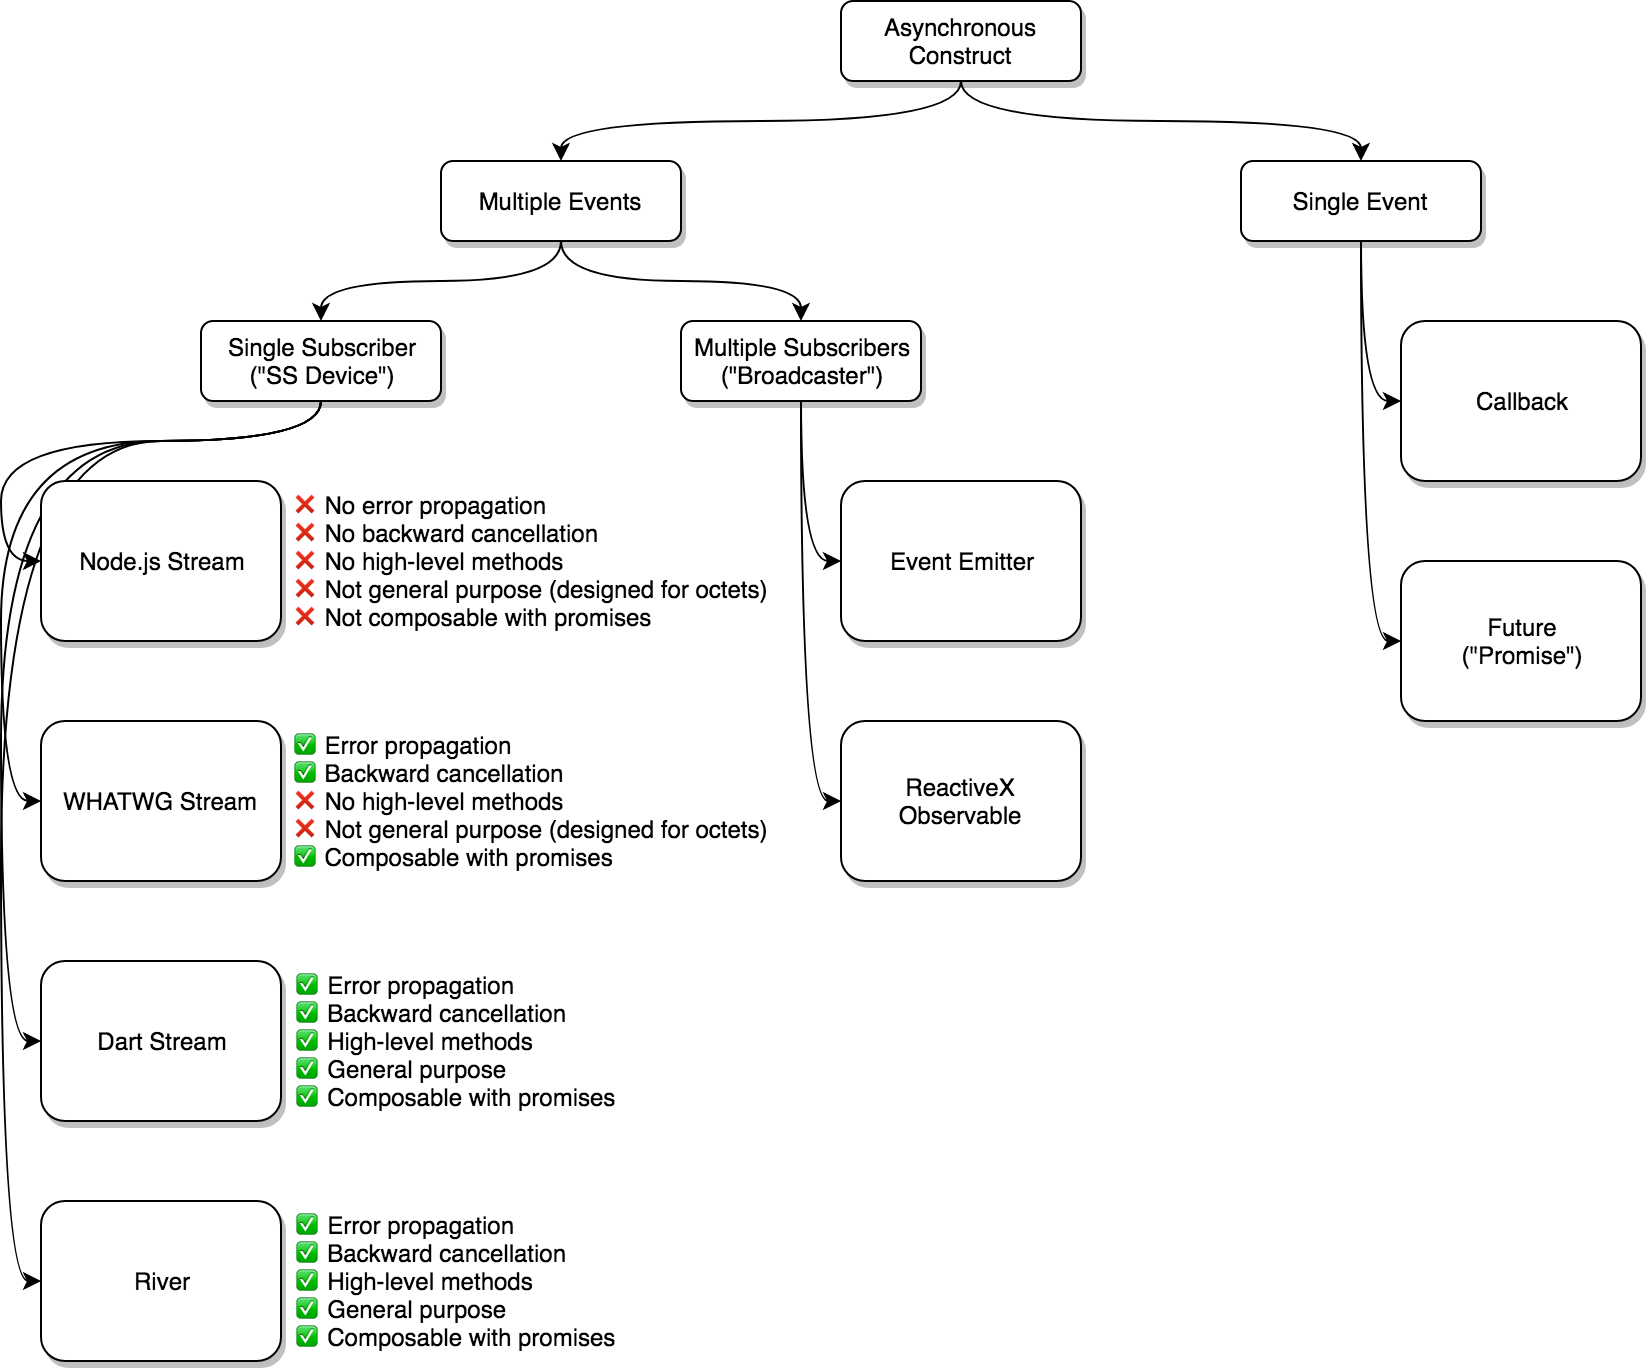 Asynchronous
Construct
Multiple Events
Single Event
Single Subscriber
("SS Device")
Multiple Subscribers
("Broadcaster")
Callback
Future
("Promise")
Node.js Stream
❌ No error propagation
❌ No backward cancellation
❌ No high-level methods
❌ Not general purpose (designed for octets)
❌ Not composable with promises
Event Emitter
WHATWG Stream
✅ Error propagation
✅ Backward cancellation
❌ No high-level methods
❌ Not general purpose (designed for octets)
✅ Composable with promises
ReactiveX
Observable
Dart Stream
✅ Error propagation
✅ Backward cancellation
✅ High-level methods
✅ General purpose
✅ Composable with promises
River
✅ Error propagation
✅ Backward cancellation
✅ High-level methods
✅ General purpose
✅ Composable with promises